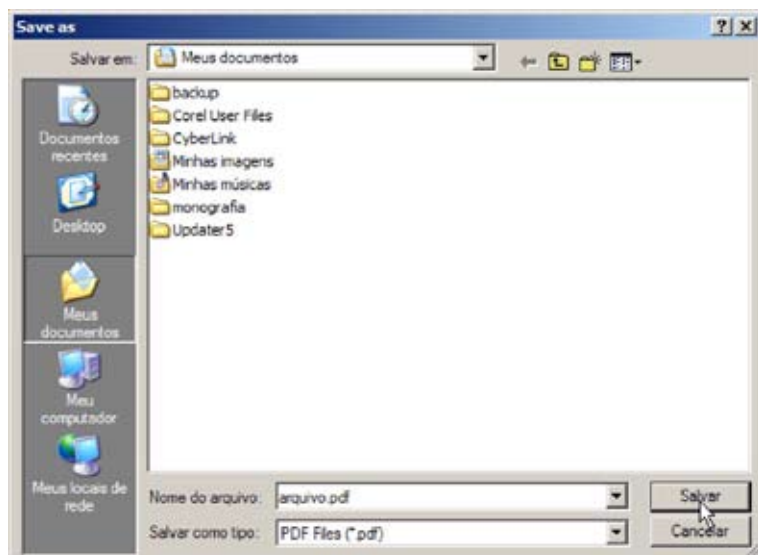 Save as
Salvar em:
Meus documentos
Documentos
recentes
Desktop
Meus
documentos
Meu
computador
Meus locais de
rede
backup
Corel User Files
CyberLink
Minhas imagens
Minhas músicas
monografia
Updater5
Nome do arquivo:
arquivo.pdf
Salvar
Salvar como tipo:
PDF Files (*.pdf)
Cancelar